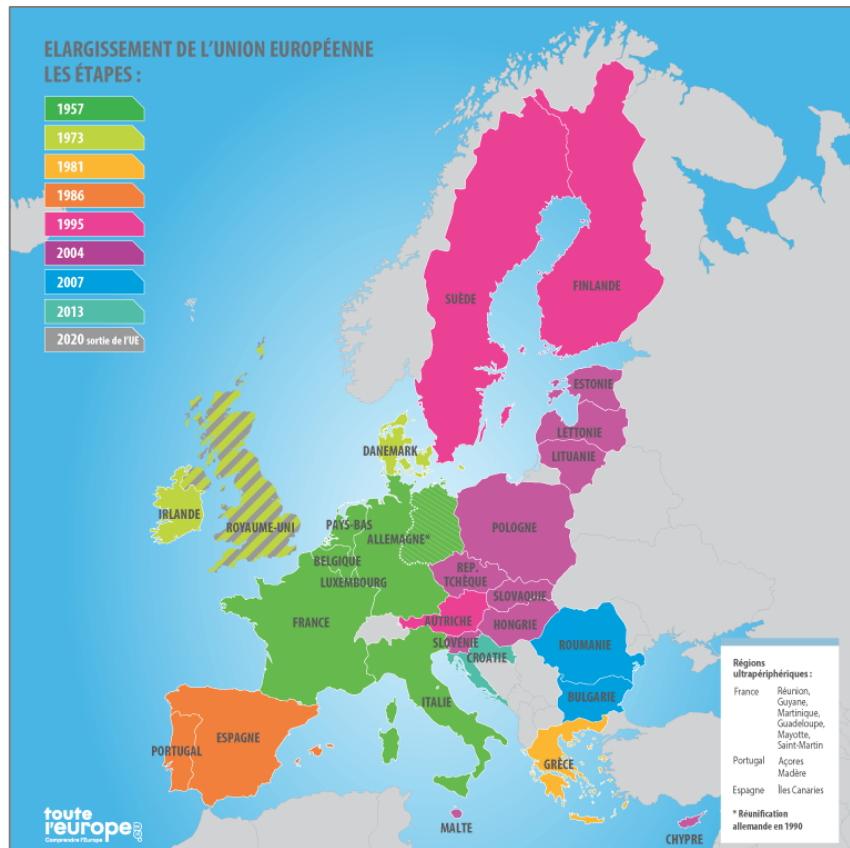 ELARGISSEMENT DE L'UNION EUROPÉENNE
LES ÉTAPES :
1957
1973
1981
1986
1995
2004
2007
2013
2020 sortie de l'UE
SUÈDE
FINLANDE
ESTONIE
LETTONIE
LITUANIE
DANEMARK
IRLANDE
ROYAUME-UNI
PAYS-BAS
ALLEMAGNE*
POLOGNE
BELGIQUE
LUXEMBOURG
REP.
TCHÈQUE
SLOVAQUIE
FRANCE
AUTRICHE
HONGRIE
SLOVÉNIE
CROATIE
ROUMANIE
BULGARIE
ITALIE
PORTUGAL
ESPAGNE
GRÈCE
MALTE
CHYPRE
Régions
ultrapériphériques :
France Réunion,
Guyane,
Martinique,
Guadeloupe,
Mayotte,
Saint-Martin
Portugal Açores
Madère
Espagne Îles Canaries
* Réunification
allemande en 1990
toute
l'europe.eu
Comprendre l'Europe